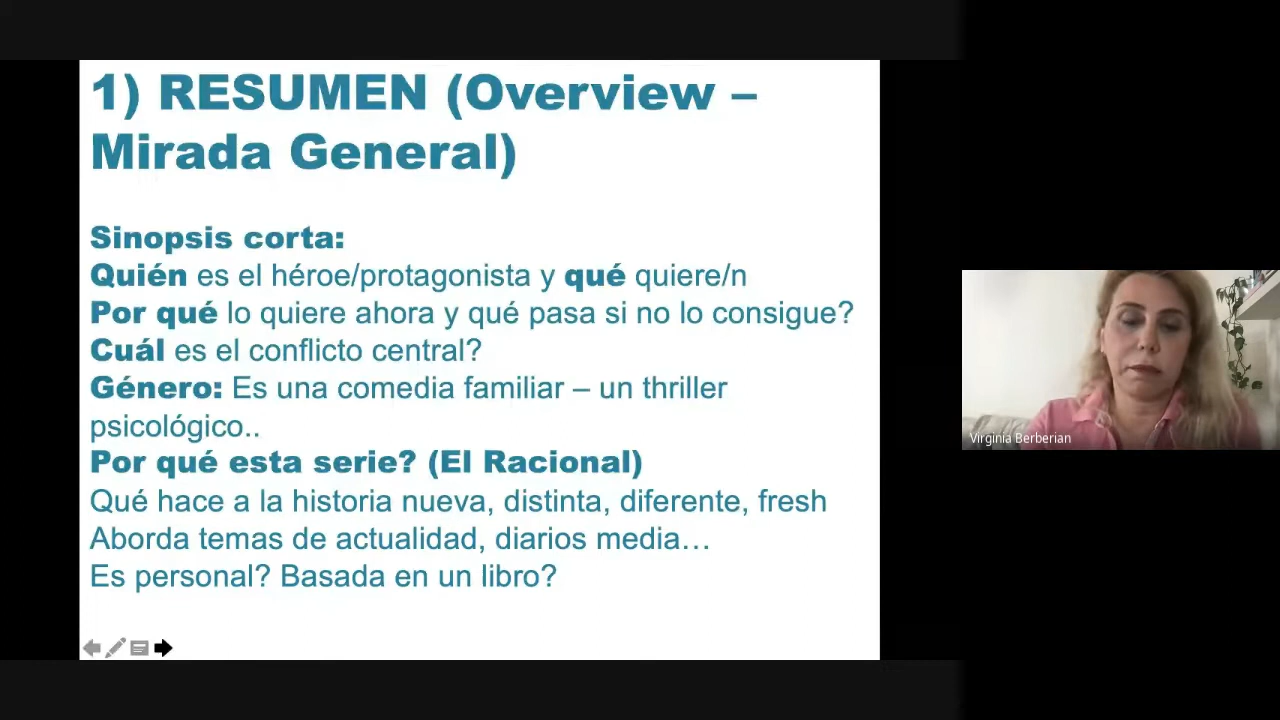 1) RESUMEN (Overview –
Mirada General)
Sinopsis corta:
Quién es el héroe/protagonista y qué quiere/n
Por qué lo quiere ahora y qué pasa si no lo consigue?
Cuál es el conflicto central?
Género: Es una comedia familiar – un thriller
psicológico..
Por qué esta serie? (El Racional)
Qué hace a la historia nueva, distinta, diferente, fresh
Aborda temas de actualidad, diarios media…
Es personal? Basada en un libro?
Virginia Berberian